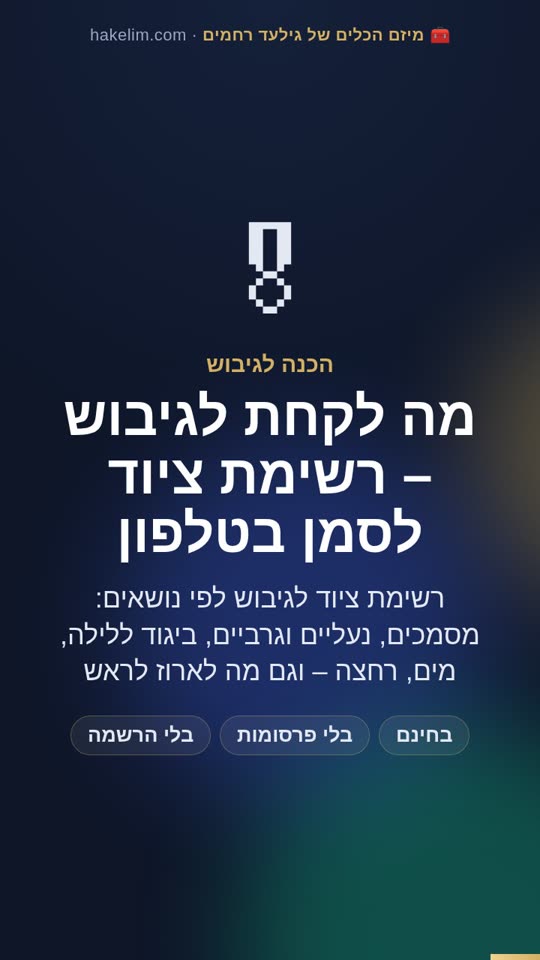 🧰 מיזם הכלים של גילעד רחמים · hakelim.com
הכנה לגיבוש
מה לקחת לגיבוש
– רשימת ציוד
לסמן בטלפון
רשימת ציוד לגיבוש לפי נושאים:
מסמכים, נעליים וגרביים, ביגוד ללילה,
מים, רחצה – וגם מה לארוז לראש
בחינם
בלי פרסומות
בלי הרשמה